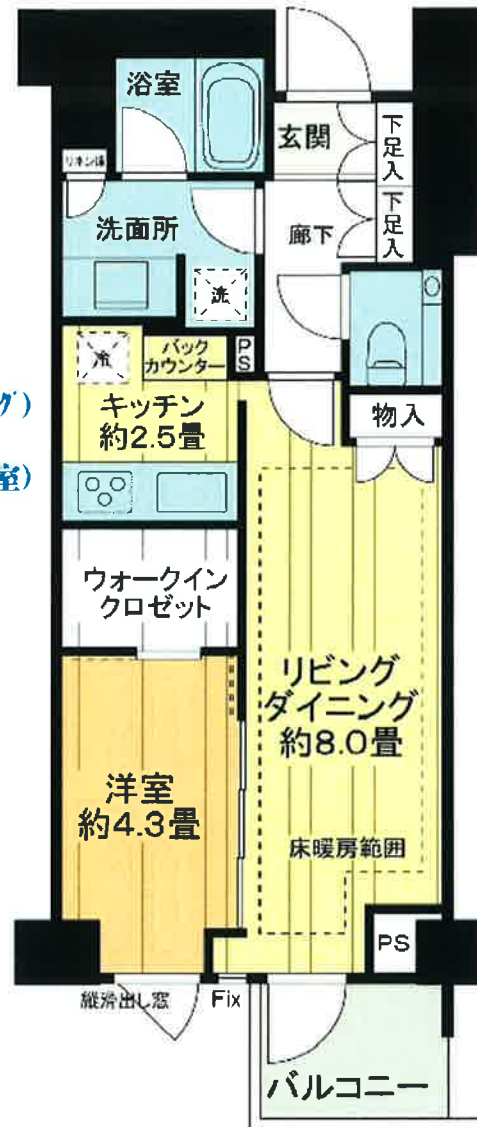 浴室
玄関
下足入
リネン庫
洗面所
廊下
下足入
洗
冷
バック
カウンター
PS
グ)
キッチン
約2.5畳
物入
室)
ウォークイン
クロゼット
リビング
ダイニング
約8.0畳
洋室
約4.3畳
床暖房範囲
PS
縦滑出し窓
Fix
バルコニー